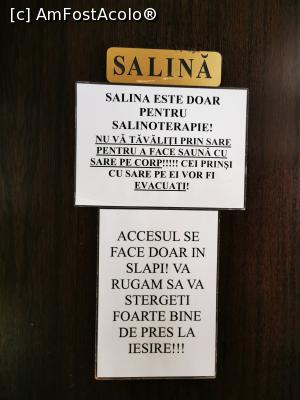 [c] AmFostAcolo®
SALINĂ
SALINA ESTE DOAR
PENTRU
SALINOTERAPIE!
NU VĂ TĂVĂLIȚI PRIN SARE
PENTRU A FACE SAUNĂ CU
SARE PE CORP!!!!! CEI PRINȘI
CU SARE PE EI VOR FI
EVACUAȚI!
ACCESUL SE
FACE DOAR IN
SLAPI! VA
RUGAM SA VA
STERGETI
FOARTE BINE
DE PRES LA
IESIRE!!!